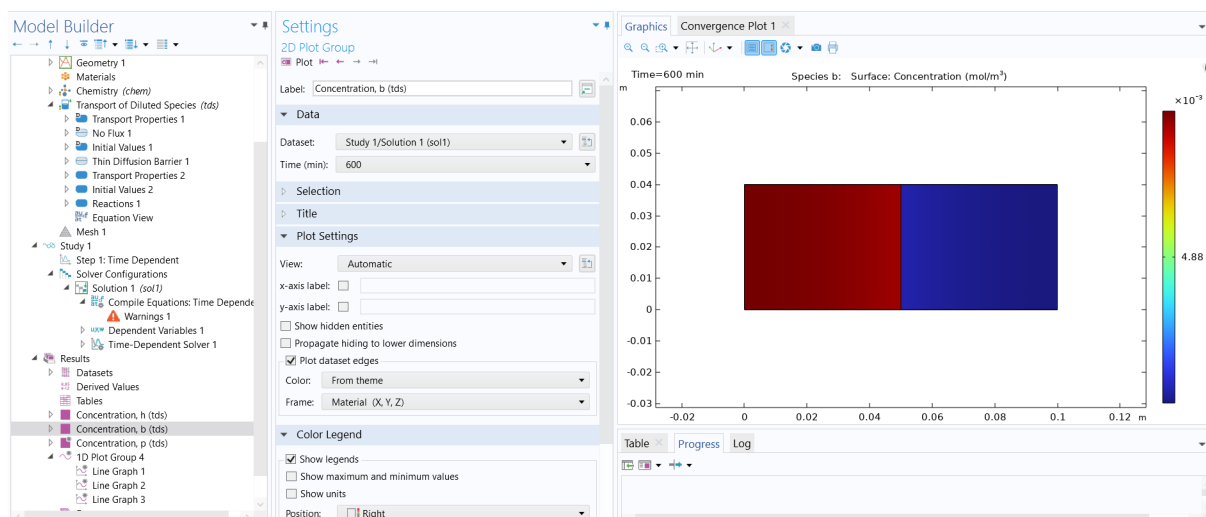 Model Builder
Geometry 1
Materials
Chemistry (chem)
Transport of Diluted Species (tds)
Transport Properties 1
No Flux 1
Initial Values 1
Thin Diffusion Barrier 1
Transport Properties 2
Initial Values 2
Reactions 1
Equation View
Mesh 1
Study 1
Step 1: Time Dependent
Solver Configurations
Solution 1 (sol1)
Compile Equations: Time Depende
Warnings 1
Dependent Variables 1
Time-Dependent Solver 1
Results
Datasets
Derived Values
Tables
Concentration, h (tds)
Concentration, b (tds)
Concentration, p (tds)
1D Plot Group 4
Line Graph 1
Line Graph 2
Line Graph 3
Settings
2D Plot Group
Plot
Label: Concentration, b (tds)
Data
Dataset: Study 1/Solution 1 (sol1)
Time (min): 600
Selection
Title
Plot Settings
View: Automatic
x-axis label:
y-axis label:
Show hidden entities
Propagate hiding to lower dimensions
Plot dataset edges
Color: From theme
Frame: Material (X, Y, Z)
Color Legend
Show legends
Show maximum and minimum values
Show units
Position: Right
Graphics Convergence Plot 1
Time=600 min Species b: Surface: Concentration (mol/m³)
m
×10⁻³
0.06
0.05
0.04
0.03
0.02
0.01
0
-0.01
-0.02
-0.03
4.88
-0.02 0 0.02 0.04 0.06 0.08 0.1 0.12 m
Table Progress Log